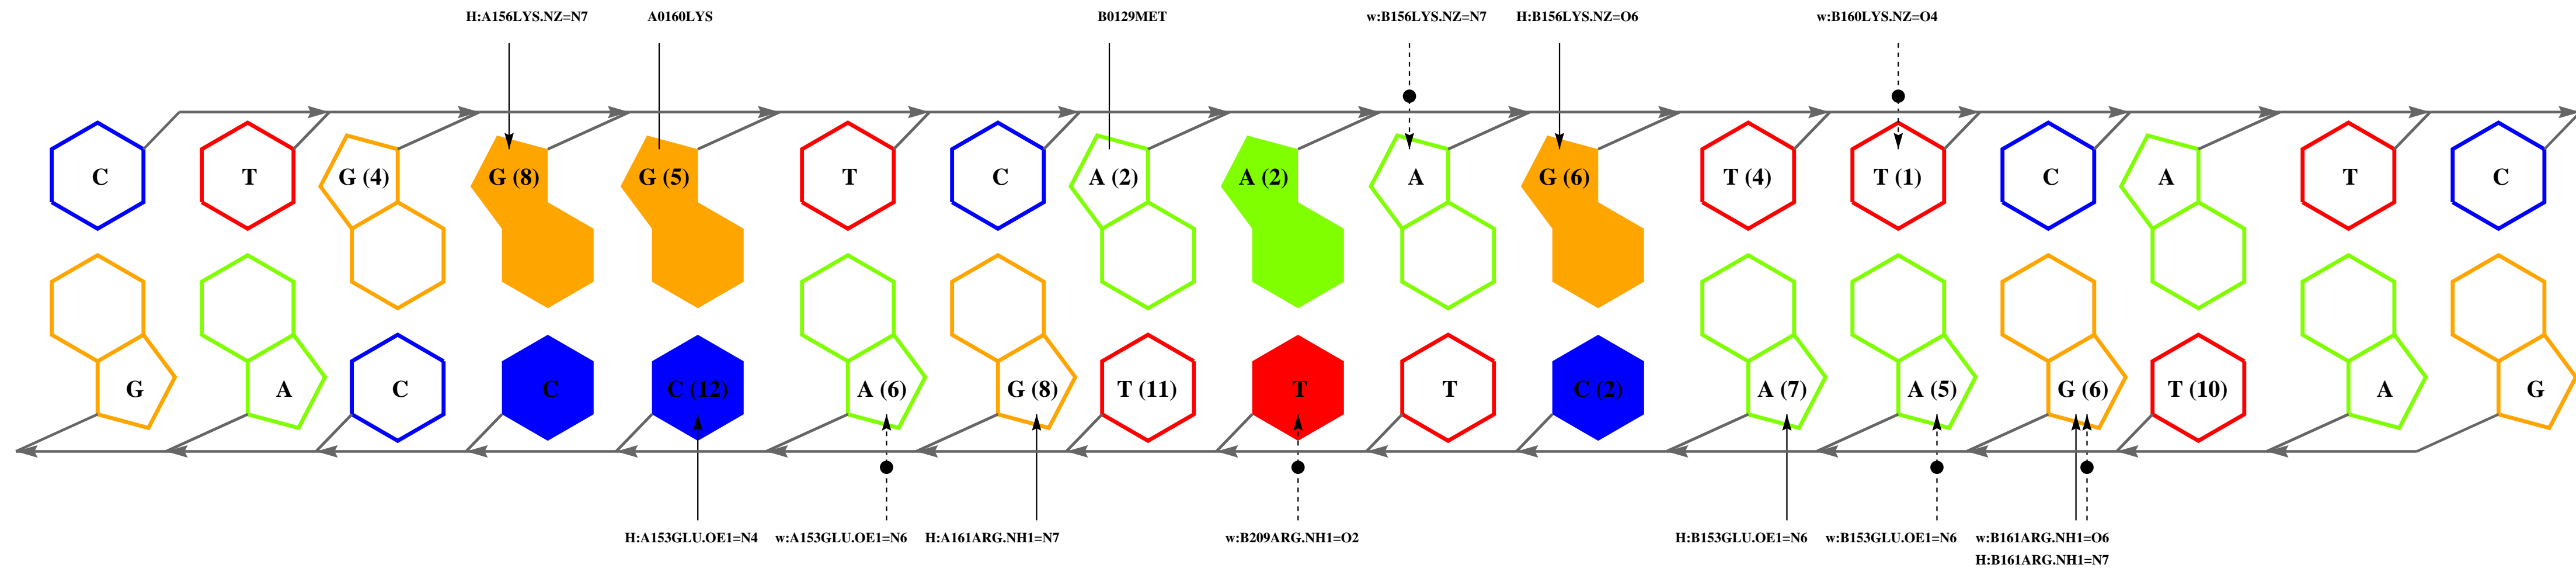 H:A156LYS.NZ=N7 A0160LYS B0129MET w:B156LYS.NZ=N7 H:B156LYS.NZ=O6 w:B160LYS.NZ=O4
C T G (4) G (8) G (5) T C A (2) A (2) A G (6) T (4) T (1) C A T C
G A C C C (12) A (6) G (8) T (11) T T C (2) A (7) A (5) G (6) T (10) A G
H:A153GLU.OE1=N4 w:A153GLU.OE1=N6 H:A161ARG.NH1=N7 w:B209ARG.NH1=O2 H:B153GLU.OE1=N6 w:B153GLU.OE1=N6 w:B161ARG.NH1=O6
H:B161ARG.NH1=N7